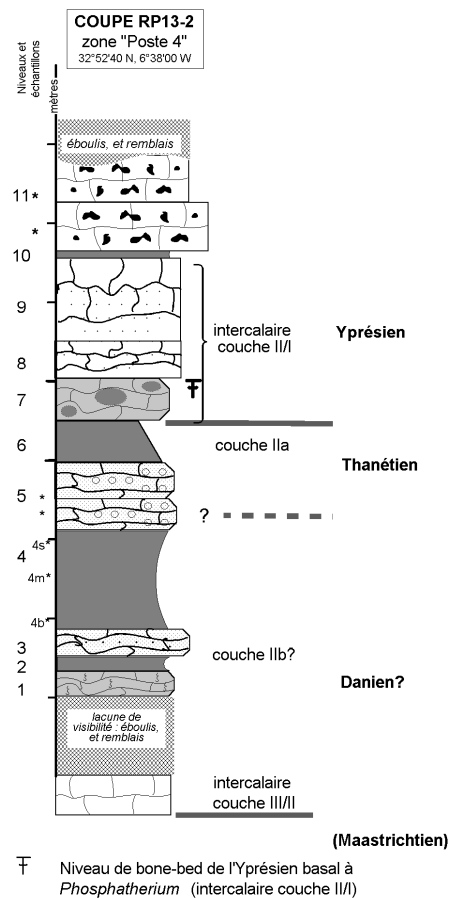 COUPE RP13-2
zone "Poste 4"
32°52'40 N, 6°38'00 W
Niveaux et
échantillons
mètres
éboulis, et remblais
11*
*
10
9
intercalaire
couche II/I
Yprésien
8
7
6
couche IIa
Thanétien
5
*
*
?
4s*
4
4m*
4b*
3
couche IIb?
2
1
Danien?
lacune de
visibilité : éboulis,
et remblais
intercalaire
couche III/II
(Maastrichtien)
Niveau de bone-bed de l'Yprésien basal à
Phosphatherium (intercalaire couche II/I)